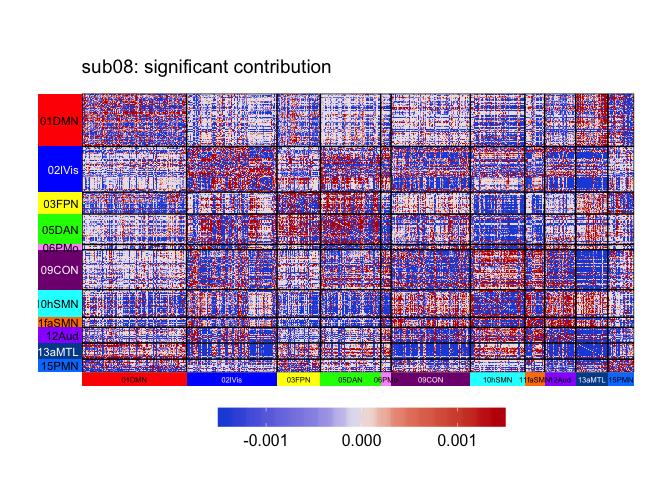 sub08: significant contribution
01DMN
02lVis
03FPN
05DAN
06PMo
09CON
10hSMN
1faSMN
12Aud
13aMTL
15PMN
01DMN 02lVis 03FPN 05DAN 06PMo 09CON 10hSMN 11faSMN 12Aud 13aMTL 15PMN
-0.001 0.000 0.001